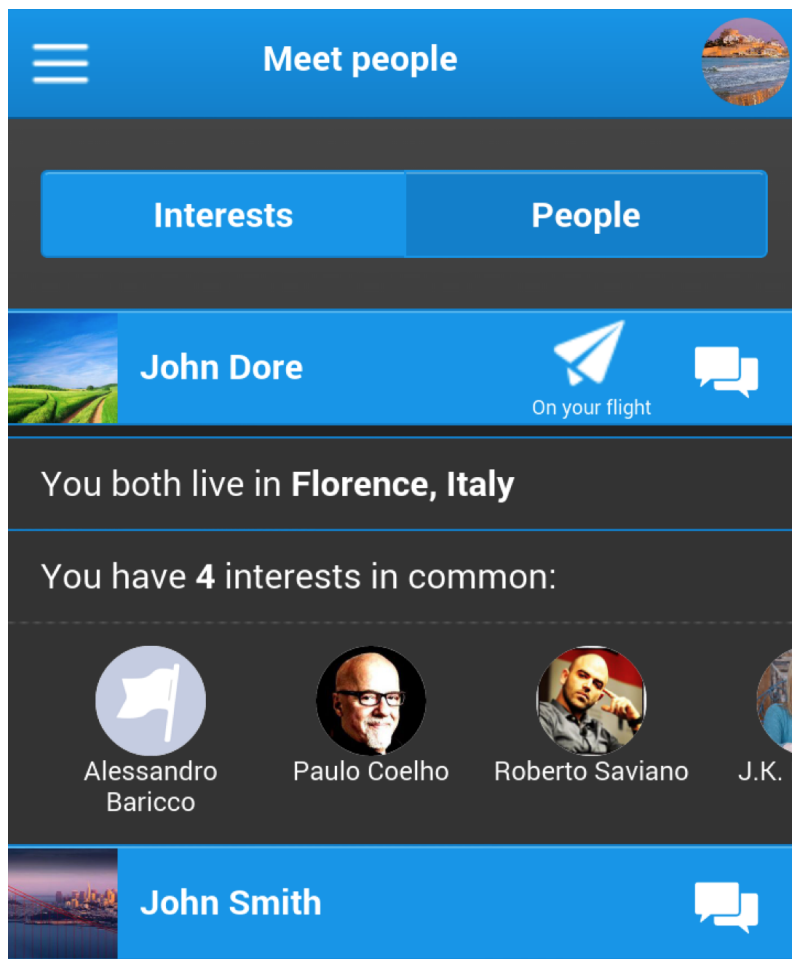 Meet people
Interests People
John Dore
On your flight
You both live in Florence, Italy
You have 4 interests in common:
Alessandro Baricco
Paulo Coelho
Roberto Saviano
J.K.
John Smith